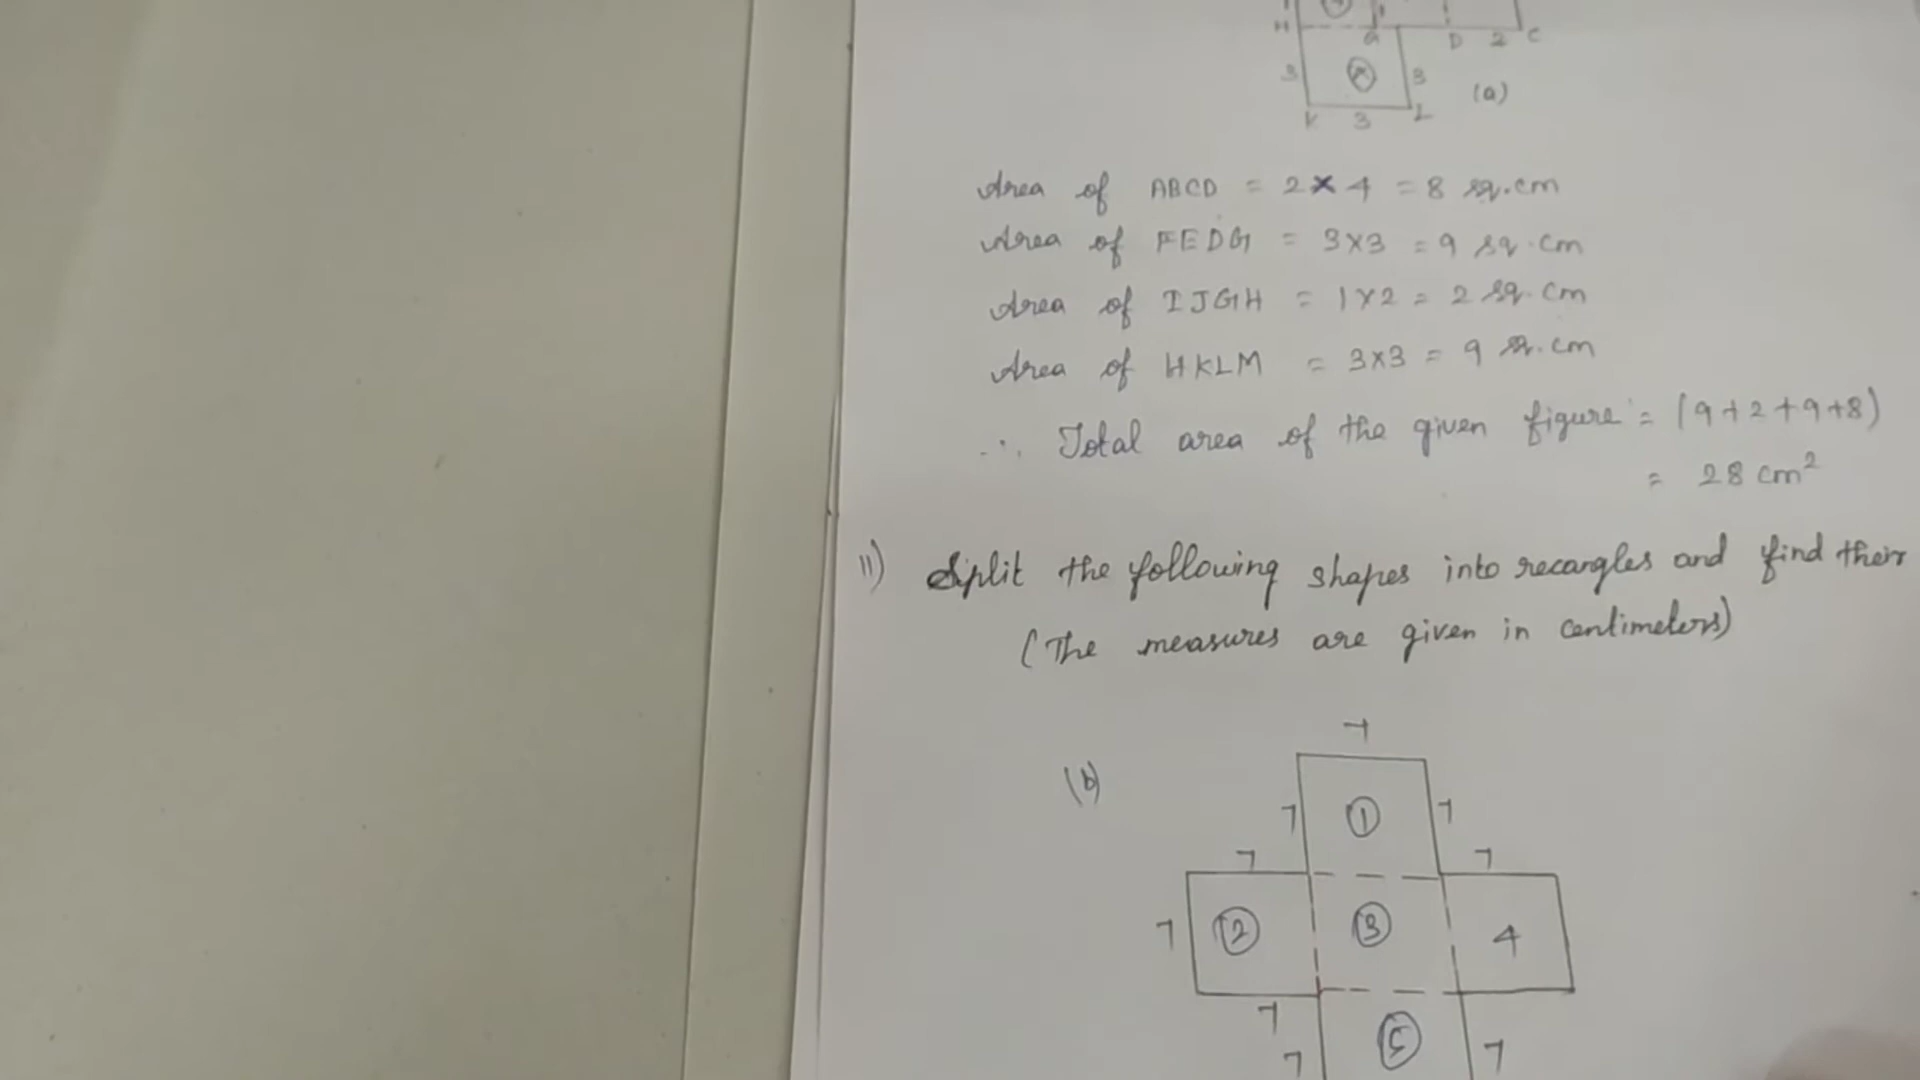 H G D 2 C
3 3 (a)
K 3 L
Area of ABCD = 2 × 4 = 8 sq.cm
Area of FEDG = 3×3 = 9 sq.cm
Area of IJGH = 1×2 = 2 sq.cm
Area of HKLM = 3×3 = 9 sq.cm
∴ Total area of the given figure = (9+2+9+8)
= 28 cm²
11) Split the following shapes into recangles and find their
(The measures are given in centimeters)
7
(b)
7 1 7
7 7
7 2 3 4
7
7 5 7